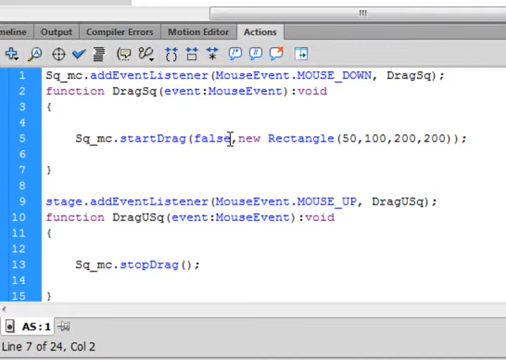 meline Output Compiler Errors Motion Editor Actions
1 Sq_mc.addEventListener(MouseEvent.MOUSE_DOWN, DragSq);
2 function DragSq(event:MouseEvent):void
3 {
4
5 Sq_mc.startDrag(false,new Rectangle(50,100,200,200));
6
7 }
8
9 stage.addEventListener(MouseEvent.MOUSE_UP, DragUSq);
10 function DragUSq(event:MouseEvent):void
11 {
12
13 Sq_mc.stopDrag();
14
15 }
AS:1
Line 7 of 24, Col 2